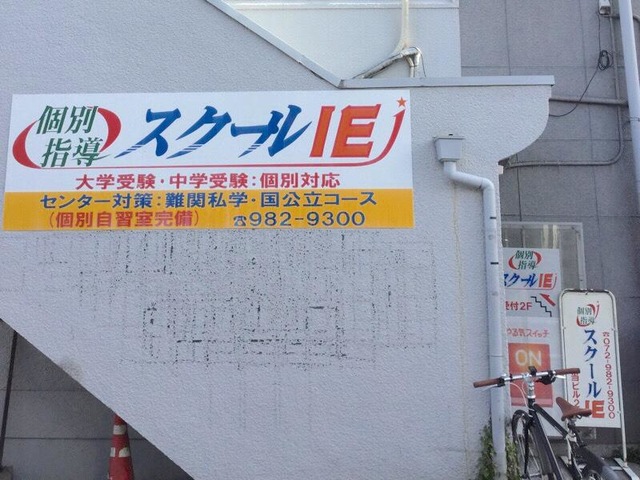 個別
指導
スクールIE
大学受験・中学受験:個別対応
センター対策:難関私学・国公立コース
(個別自習室完備) ☎982-9300
個別
指導
スクールIE
受付2F
やる気スイッチ
ON
個別
指導
スクールIE
☎072-982-9300